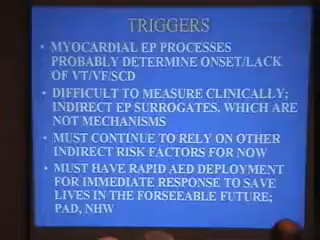 TRIGGERS
• MYOCARDIAL EP PROCESSES
PROBABLY DETERMINE ONSET/LACK
OF VT/VF/SCD
• DIFFICULT TO MEASURE CLINICALLY;
INDIRECT EP SURROGATES. WHICH ARE
NOT MECHANISMS
• MUST CONTINUE TO RELY ON OTHER
INDIRECT RISK FACTORS FOR NOW
• MUST HAVE RAPID AED DEPLOYMENT
FOR IMMEDIATE RESPONSE TO SAVE
LIVES IN THE FORSEEABLE FUTURE;
PAD, NHW